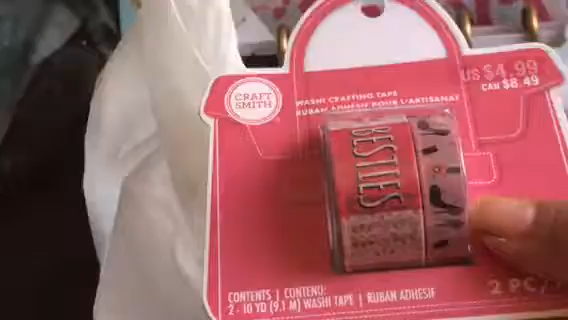 CRAFT
SMITH
WASHI CRAFTING TAPE
RUBAN ADHÉSIF POUR L'ARTISANAT
US $4.99
CAN $8.49
BESTIES
CONTENTS | CONTENU:
2 - 10 YD (9,1 M) WASHI TAPE | RUBAN ADHÉSIF
2 PC/